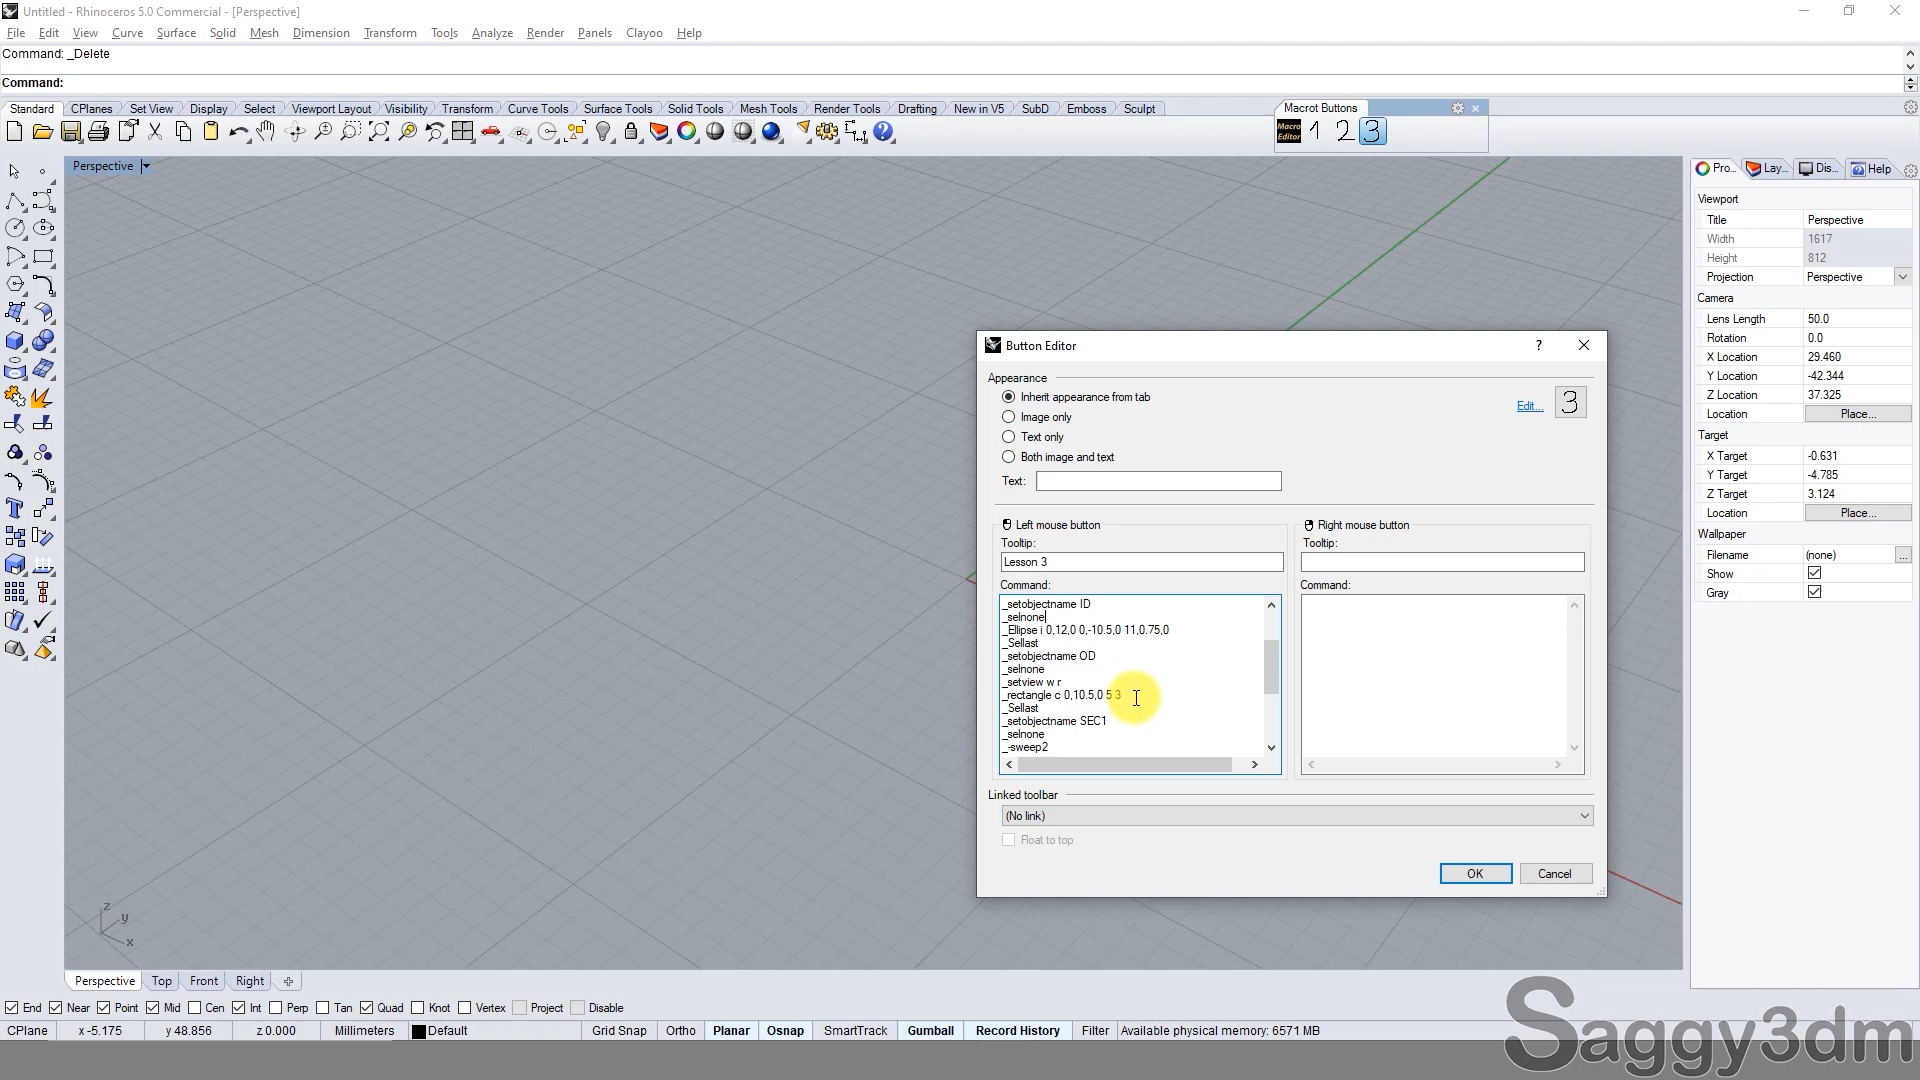 Untitled - Rhinoceros 5.0 Commercial - [Perspective]
File Edit View Curve Surface Solid Mesh Dimension Transform Tools Analyze Render Panels Clayoo Help
Command: _Delete
Command:
Standard CPlanes Set View Display Select Viewport Layout Visibility Transform Curve Tools Surface Tools Solid Tools Mesh Tools Render Tools Drafting New in V5 SubD Emboss Sculpt
Macrot Buttons
Macro Editor 1 2 3
Perspective
Pro... Lay... Dis... Help
Viewport
Title Perspective
Width 1617
Height 812
Projection Perspective
Camera
Lens Length 50.0
Rotation 0.0
X Location 29.460
Y Location -42.344
Z Location 37.325
Location Place...
Target
X Target -0.631
Y Target -4.785
Z Target 3.124
Location Place...
Wallpaper
Filename (none) ...
Show
Gray
Button Editor ?
Appearance
Inherit appearance from tab
Image only
Text only
Both image and text
Edit... 3
Text:
Left mouse button
Tooltip:
Lesson 3
Command:
_setobjectname ID
_selnone
_Ellipse i 0,12,0 0,-10.5,0 11,0.75,0
_Sellast
_setobjectname OD
_selnone
_setview w r
_rectangle c 0,10.5,0 5 3
_Sellast
_setobjectname SEC1
_selnone
_-sweep2
Right mouse button
Tooltip:
Command:
Linked toolbar
(No link)
Float to top
OK Cancel
z
y
x
Perspective Top Front Right
End Near Point Mid Cen Int Perp Tan Quad Knot Vertex Project Disable
CPlane x -5.175 y 48.856 z 0.000 Millimeters Default Grid Snap Ortho Planar Osnap SmartTrack Gumball Record History Filter Available physical memory: 6571 MB
Saggy3dm